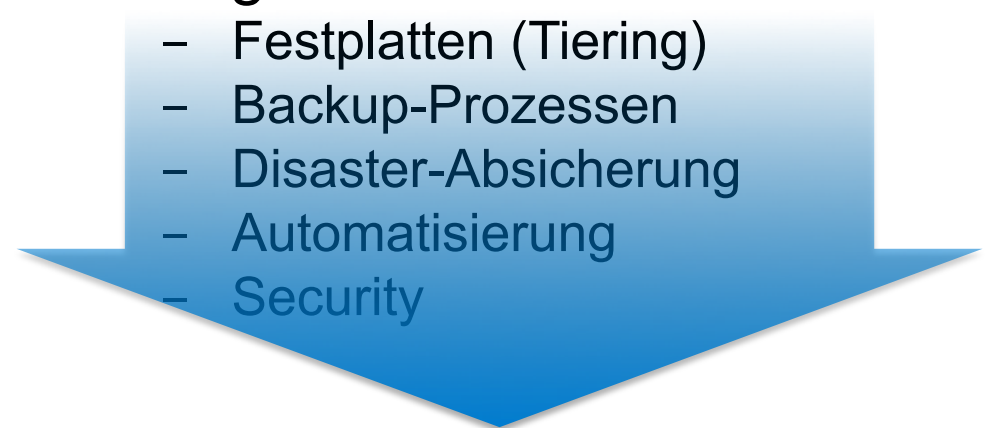 – Festplatten (Tiering)
– Backup-Prozessen
– Disaster-Absicherung
– Automatisierung
– Security